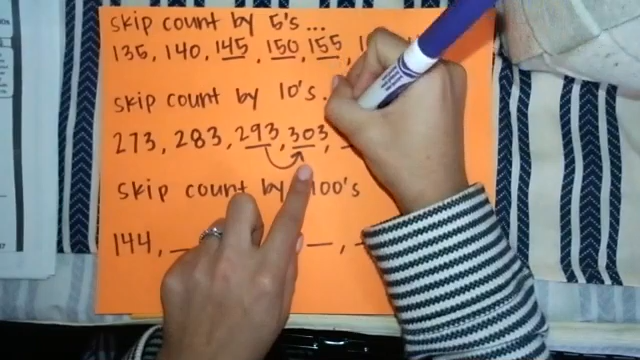 skip count by 5's...
135, 140, 145, 150, 155,
skip count by 10's
273, 283, 293, 303,
skip count by 100's
144,